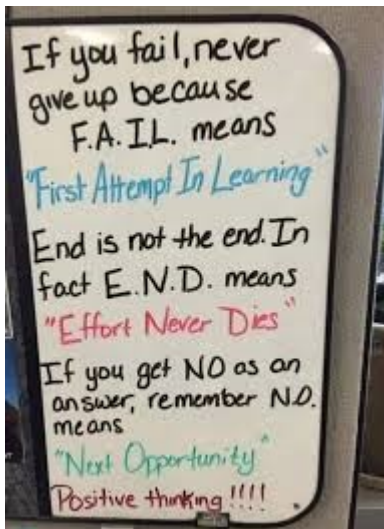 If you fail, never
give up because
F.A.I.L. means
"First Attempt In Learning"
End is not the end. In
fact E.N.D. means
"Effort Never Dies"
If you get NO as an
answer, remember N.O.
means
"Next Opportunity"
Positive thinking!!!!